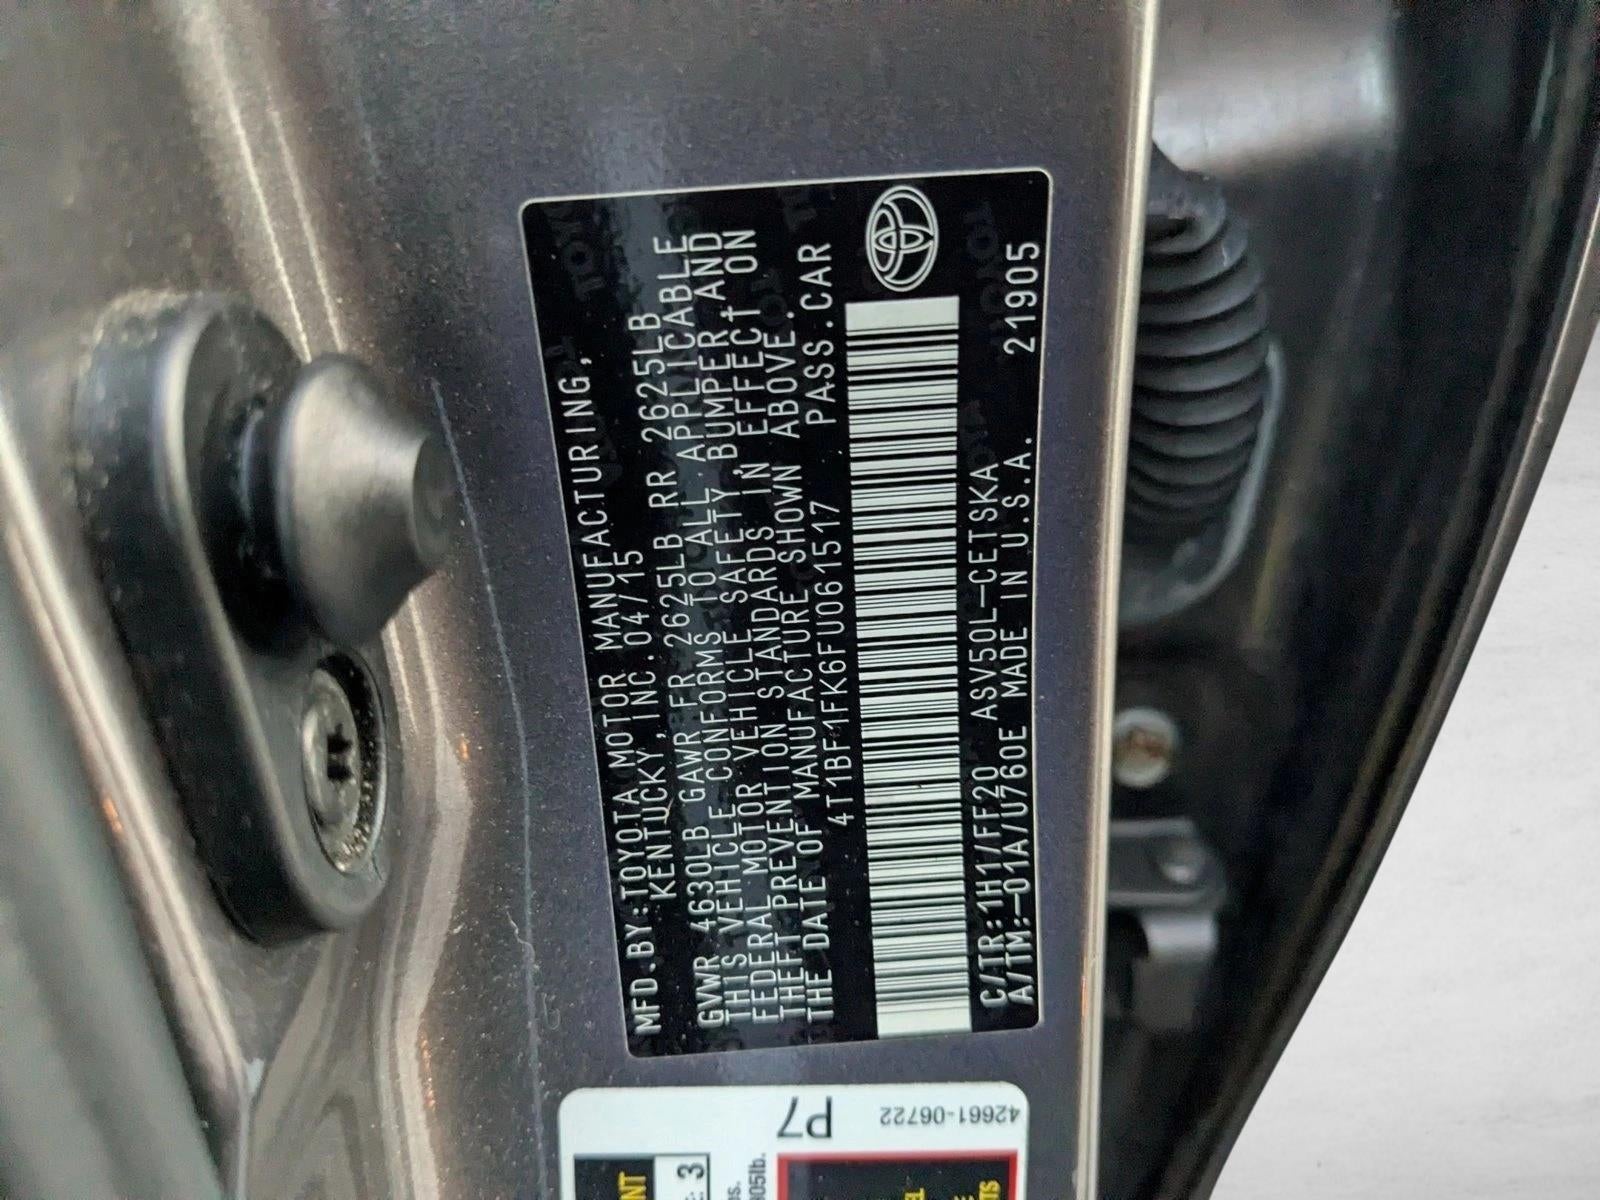 MFD.BY:TOYOTA MOTOR MANUFACTURING,
KENTUCKY,INC.04/15
GVWR 4630LB GAWR FR 2625LB RR 2625LB
THIS VEHICLE CONFORMS TO ALL APPLICABLE
FEDERAL MOTOR VEHICLE SAFETY,BUMPER,AND
THEFT PREVENTION STANDARDS IN EFFECT ON
THE DATE OF MANUFACTURE SHOWN ABOVE.
4T1BF1FK6FU061517 PASS.CAR
C/TR:1H1/FF20 ASV50L-CETSKA
A/TM:-01A/U760E MADE IN U.S.A. 21905
P7
42661-06722
3